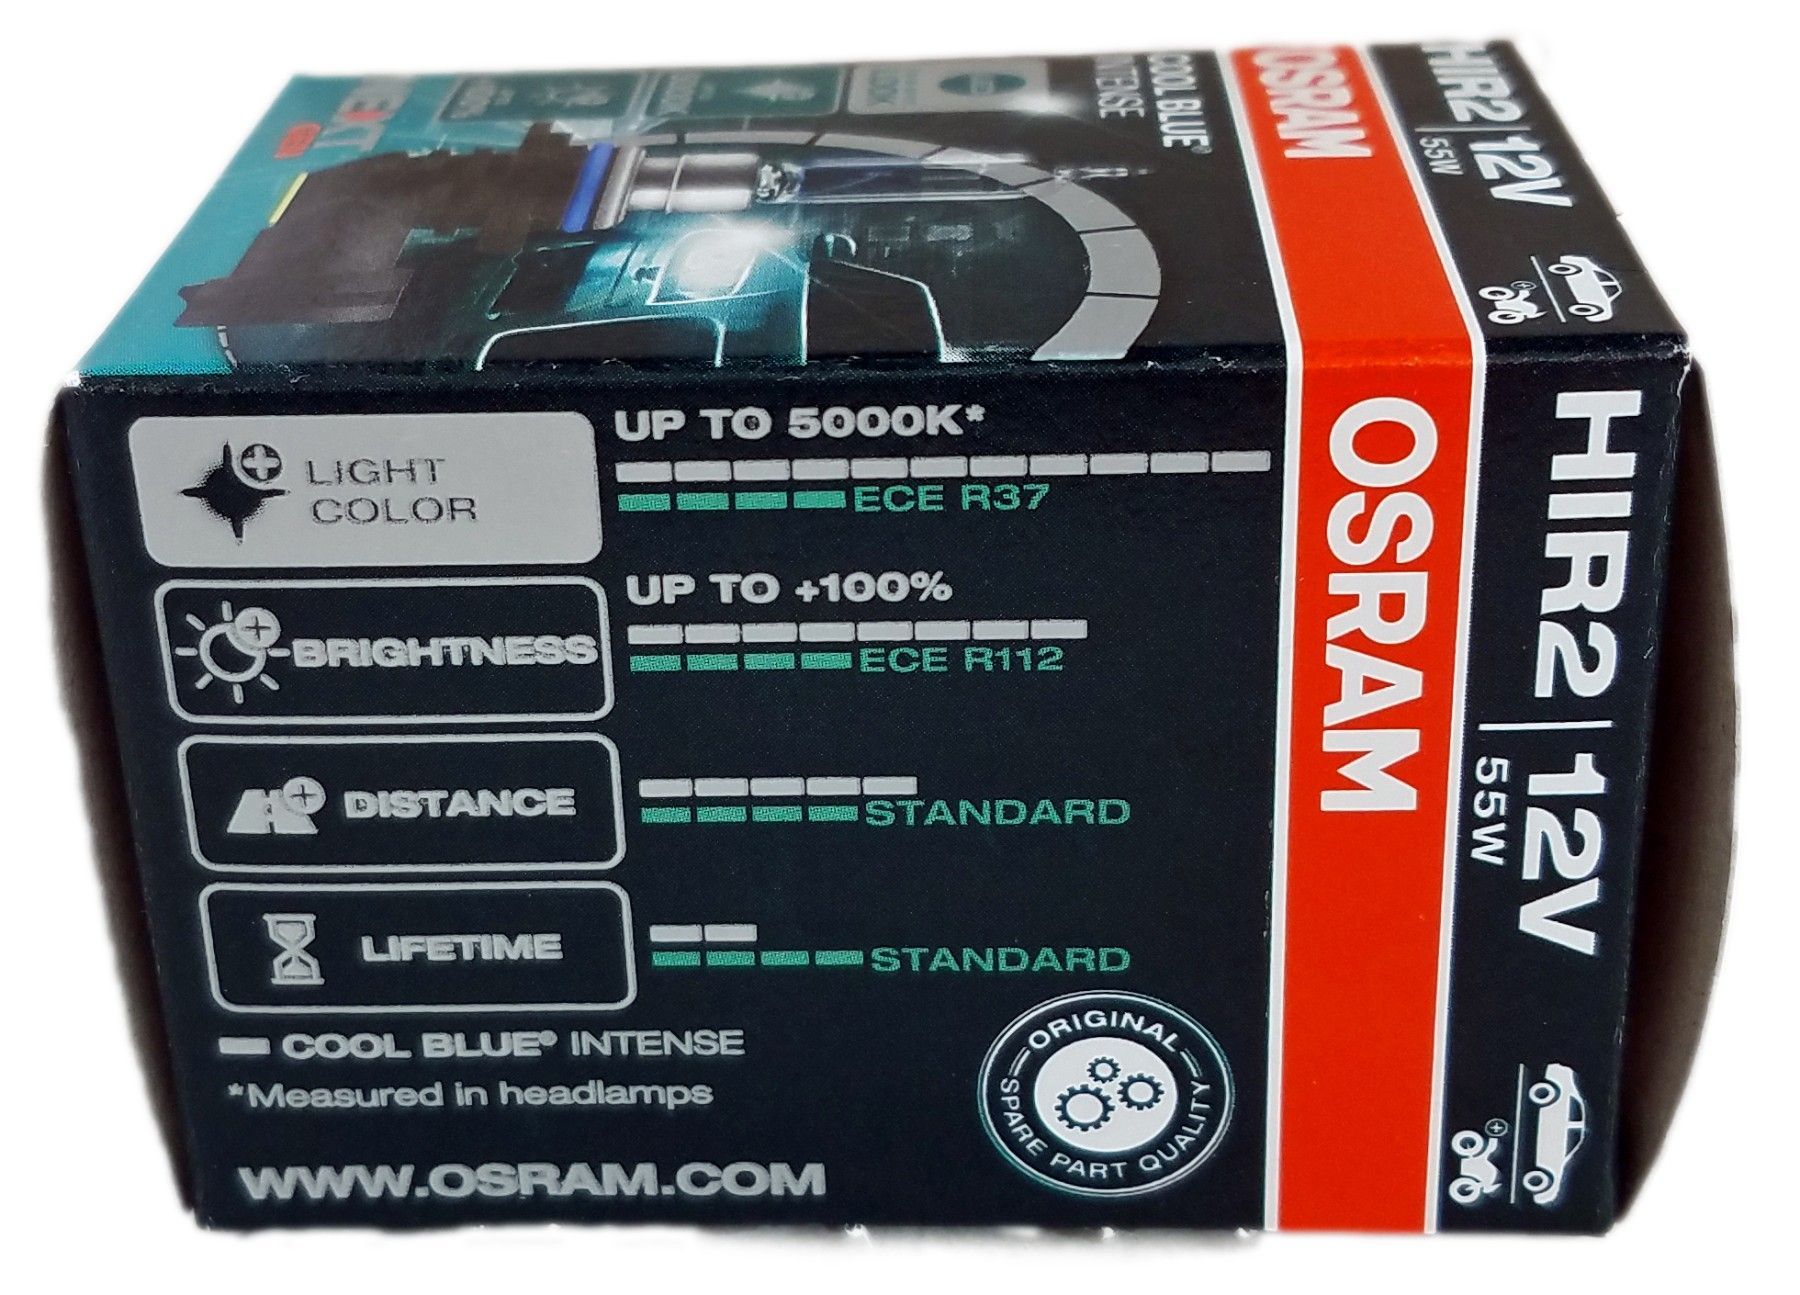 COOL BLUE®
INTENSE
OSRAM
HIR2 | 12V
55W
LIGHT
COLOR
UP TO 5000K*
ECE R37
BRIGHTNESS
UP TO +100%
ECE R112
DISTANCE
STANDARD
LIFETIME
STANDARD
COOL BLUE® INTENSE
*Measured in headlamps
WWW.OSRAM.COM
ORIGINAL
SPARE PART QUALITY
OSRAM
HIR2 | 12V
55W